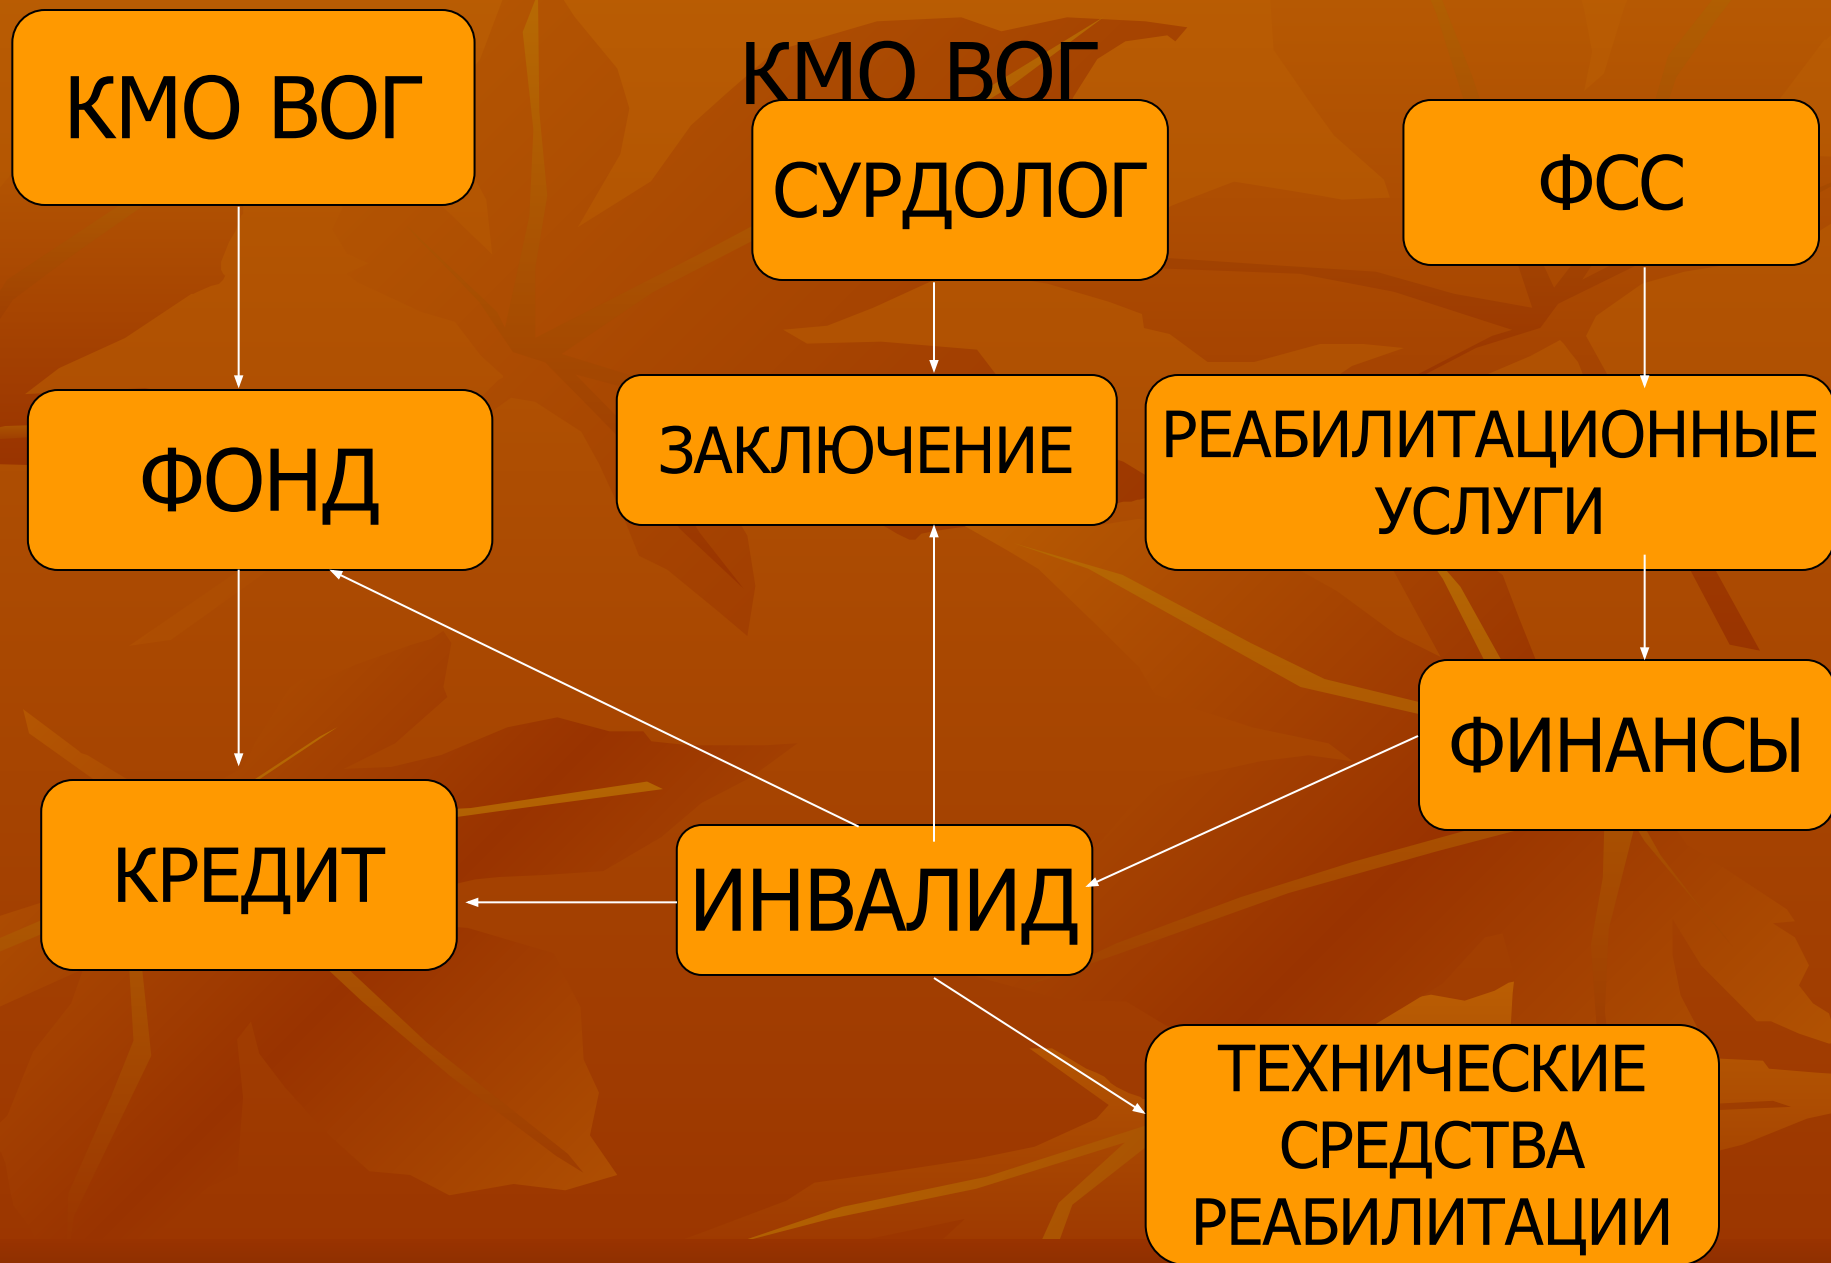 КМО ВОГ
КМО ВОГ
СУРДОЛОГ
ФСС
ФОНД
ЗАКЛЮЧЕНИЕ
РЕАБИЛИТАЦИОННЫЕ
УСЛУГИ
ФИНАНСЫ
КРЕДИТ
ИНВАЛИД
ТЕХНИЧЕСКИЕ
СРЕДСТВА
РЕАБИЛИТАЦИИ